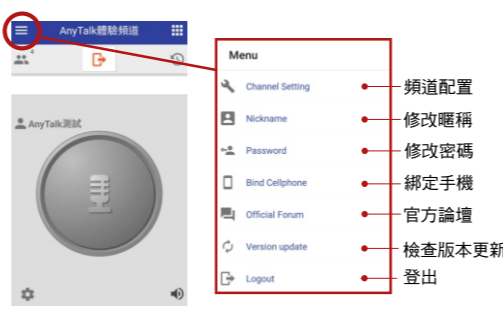 AnyTalk體驗頻道
4
AnyTalk測試
Menu
Channel Setting 頻道配置
Nickname 修改暱稱
Password 修改密碼
Bind Cellphone 綁定手機
Official Forum 官方論壇
Version update 檢查版本更新
Logout 登出